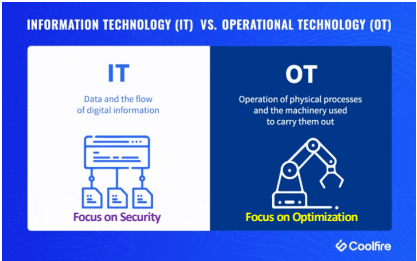 INFORMATION TECHNOLOGY (IT) VS. OPERATIONAL TECHNOLOGY (OT)
IT
Data and the flow
of digital information
Focus on Security
OT
Operation of physical processes
and the machinery used
to carry them out
Focus on Optimization
Coolfire